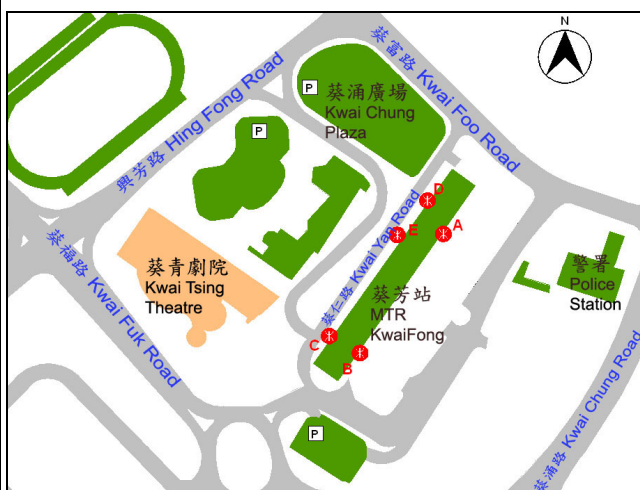 N
葵富路 Kwai Foo Road
P
葵涌廣場
Kwai Chung
Plaza
興芳路 Hing Fong Road
P
D
A
E
葵仁路 Kwai Yan Road
警署
Police
Station
葵青劇院
Kwai Tsing
Theatre
葵福路 Kwai Fuk Road
葵芳站
MTR
KwaiFong
C
B
葵涌路 Kwai Chung Road
P